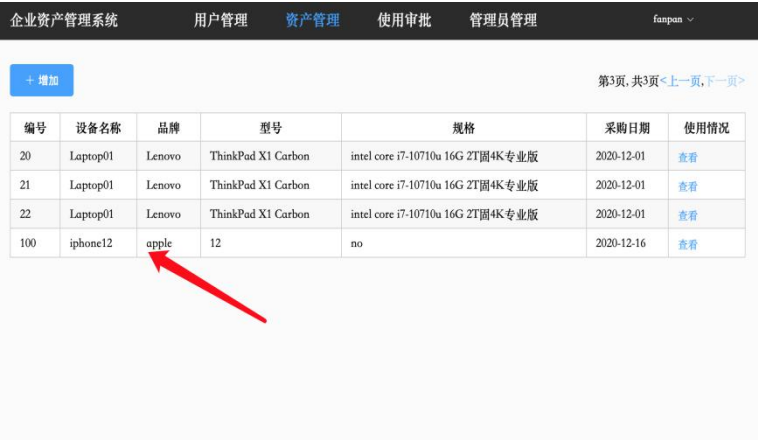 企业资产管理系统 用户管理 资产管理 使用审批 管理员管理 fanpan
+ 增加 第3页, 共3页<上一页,下一页>
编号 设备名称 品牌 型号 规格 采购日期 使用情况
20 Laptop01 Lenovo ThinkPad X1 Carbon intel core i7-10710u 16G 2T固4K专业版 2020-12-01 查看
21 Laptop01 Lenovo ThinkPad X1 Carbon intel core i7-10710u 16G 2T固4K专业版 2020-12-01 查看
22 Laptop01 Lenovo ThinkPad X1 Carbon intel core i7-10710u 16G 2T固4K专业版 2020-12-01 查看
100 iphone12 apple 12 no 2020-12-16 查看